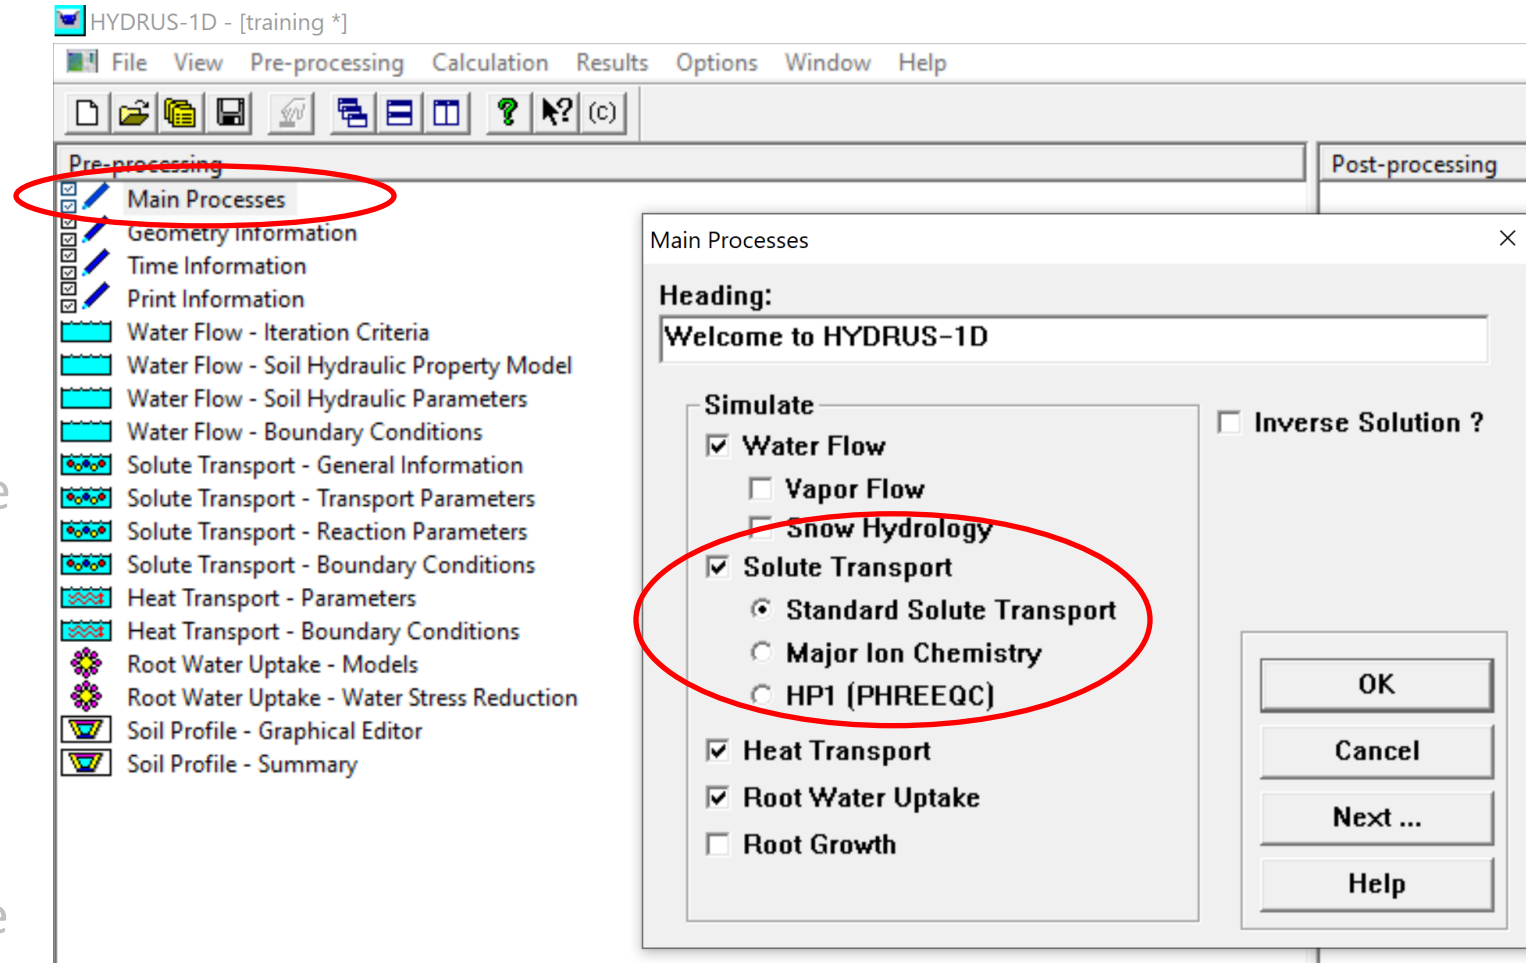 HYDRUS-1D - [training *]
File View Pre-processing Calculation Results Options Window Help
(c)
Pre-processing
Post-processing
Main Processes
Geometry Information
Time Information
Print Information
Water Flow - Iteration Criteria
Water Flow - Soil Hydraulic Property Model
Water Flow - Soil Hydraulic Parameters
Water Flow - Boundary Conditions
Solute Transport - General Information
Solute Transport - Transport Parameters
Solute Transport - Reaction Parameters
Solute Transport - Boundary Conditions
Heat Transport - Parameters
Heat Transport - Boundary Conditions
Root Water Uptake - Models
Root Water Uptake - Water Stress Reduction
Soil Profile - Graphical Editor
Soil Profile - Summary
Main Processes
Heading:
Welcome to HYDRUS-1D
Simulate
Water Flow
Vapor Flow
Snow Hydrology
Solute Transport
Standard Solute Transport
Major Ion Chemistry
HP1 (PHREEQC)
Heat Transport
Root Water Uptake
Root Growth
Inverse Solution ?
OK
Cancel
Next ...
Help